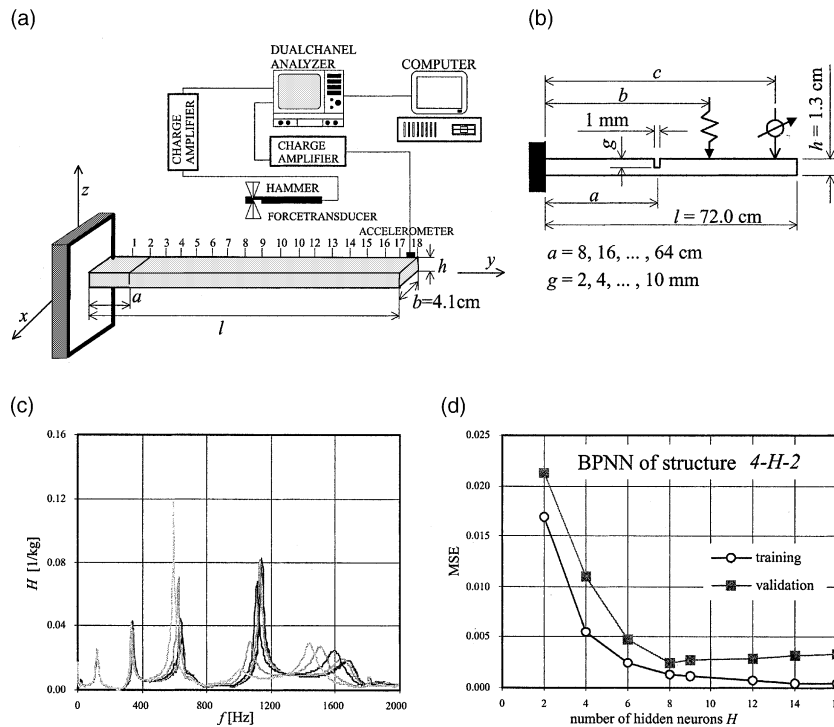 (a)
DUALCHANEL
ANALYZER
COMPUTER
CHARGE
AMPLIFIER
CHARGE
AMPLIFIER
HAMMER
FORCETRANSDUCER
ACCELEROMETER
z
1 2 3 4 5 6 7 8 9 10 11 12 13 14 15 16 17 18
h
y
a
b=4.1cm
x
l
(b)
c
b
1 mm
g
h = 1.3 cm
a
l = 72.0 cm
a = 8, 16, ... , 64 cm
g = 2, 4, ... , 10 mm
(c)
0.16
0.12
0.08
0.04
0.00
H [1/kg]
0 400 800 1200 1600 2000
f [Hz]
(d)
0.025
0.020
0.015
0.010
0.005
0.000
MSE
BPNN of structure 4-H-2
training
validation
0 2 4 6 8 10 12 14 16
number of hidden neurons H